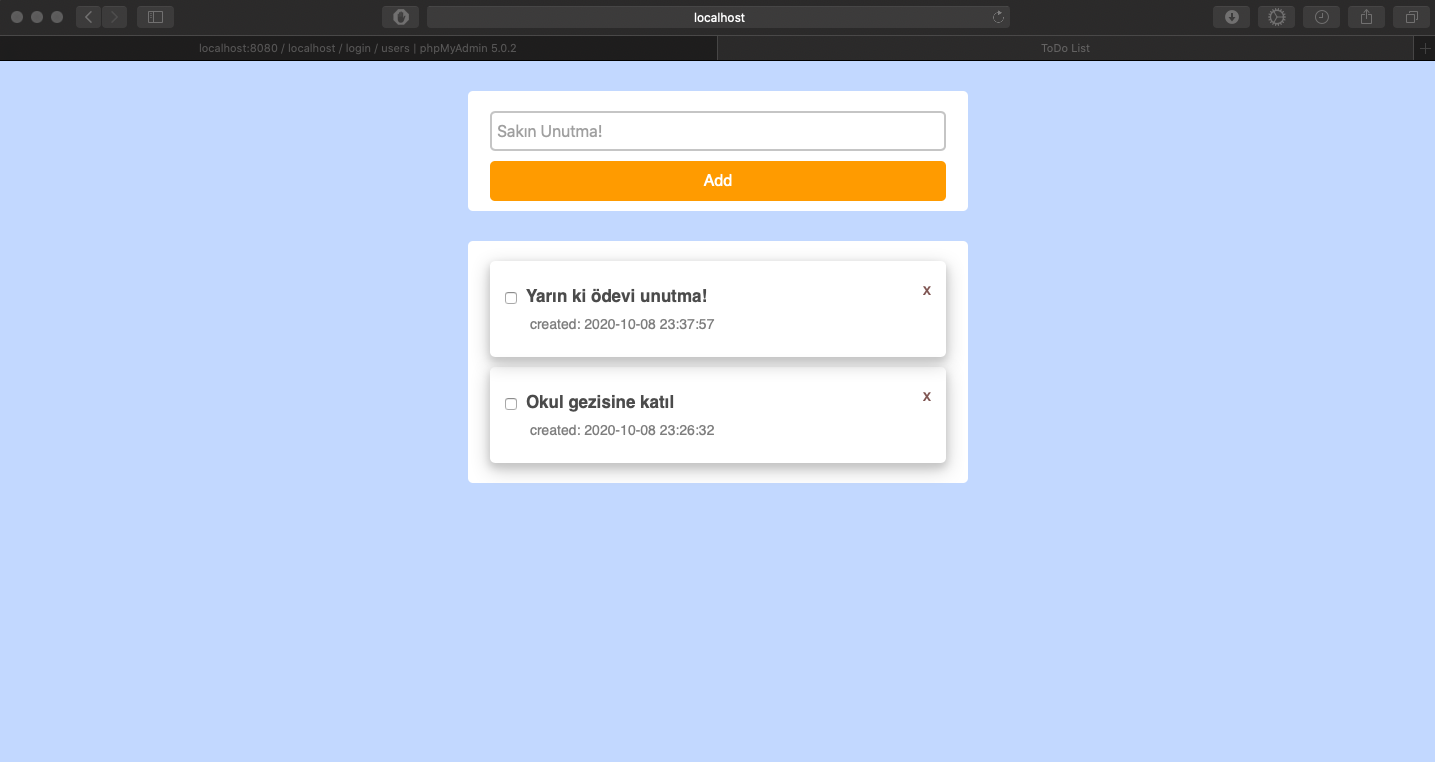 localhost
localhost:8080 / localhost / login / users | phpMyAdmin 5.0.2
ToDo List
Sakın Unutma!
Add
Yarın ki ödevi unutma!
x
created: 2020-10-08 23:37:57
Okul gezisine katıl
x
created: 2020-10-08 23:26:32